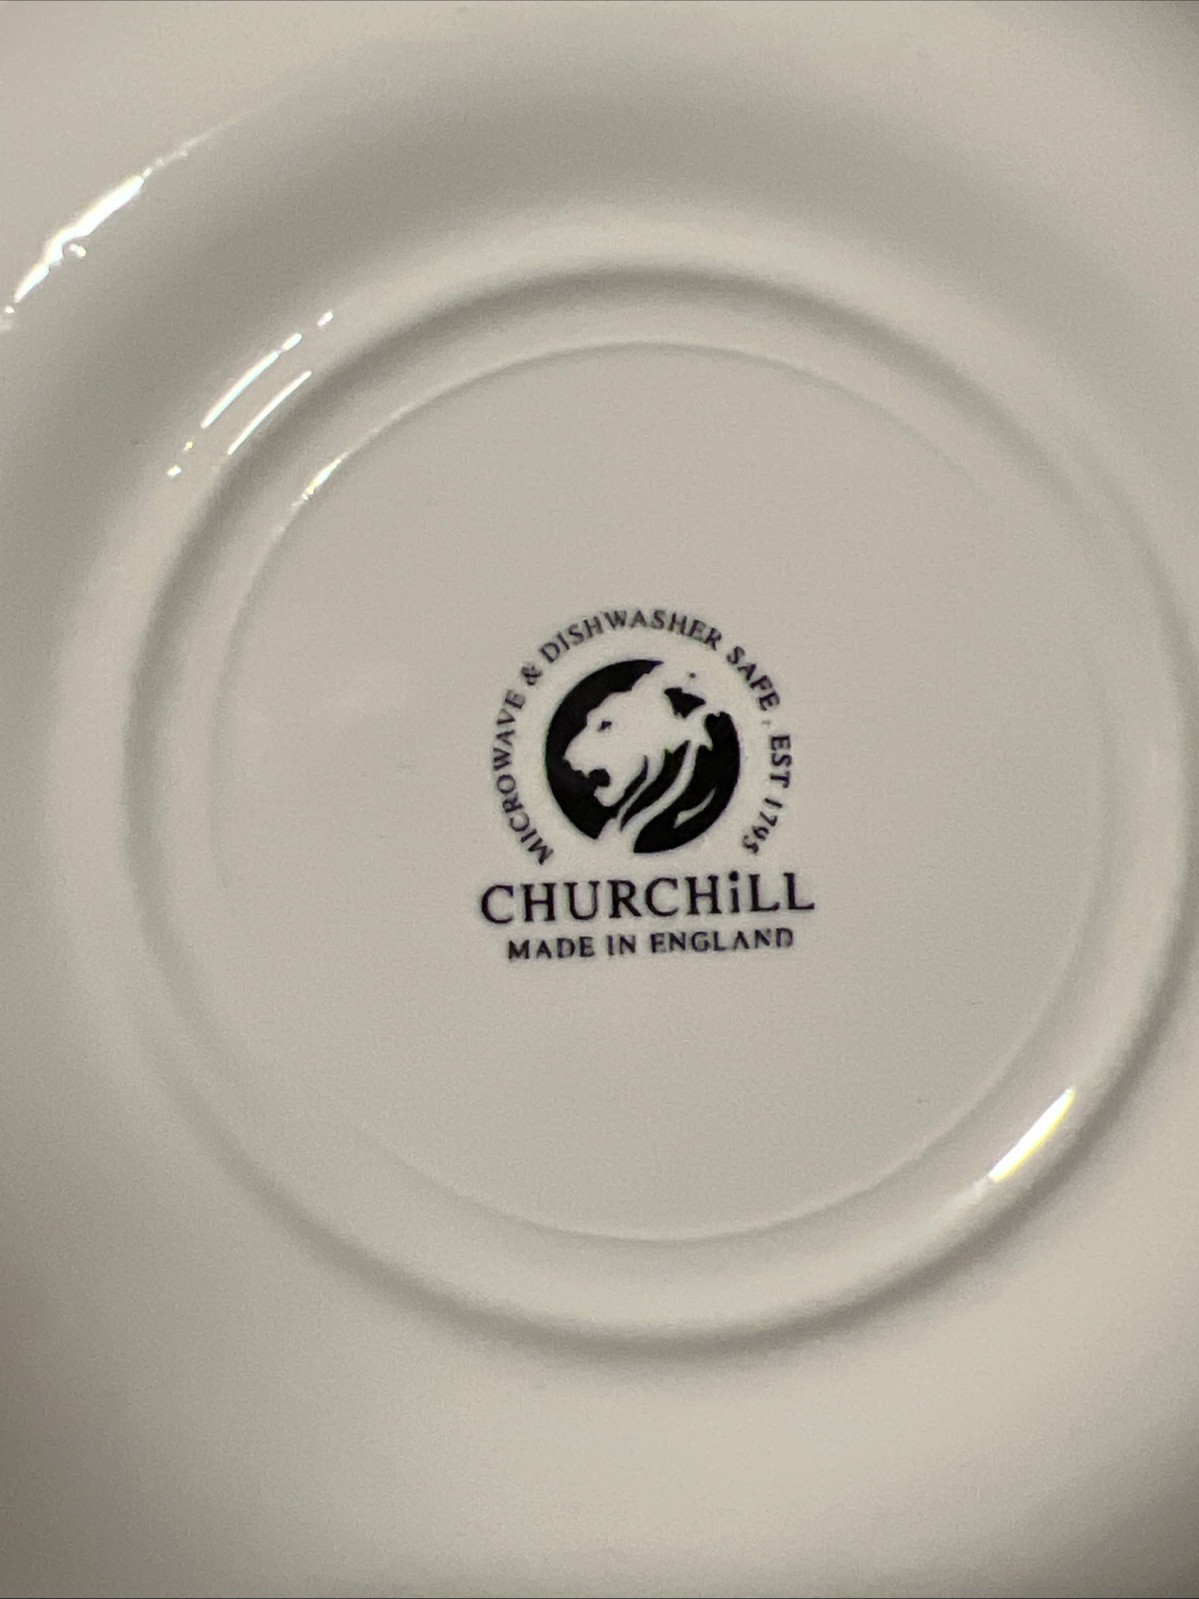 MICROWAVE & DISHWASHER SAFE . EST 1795
CHURCHiLL
MADE IN ENGLAND